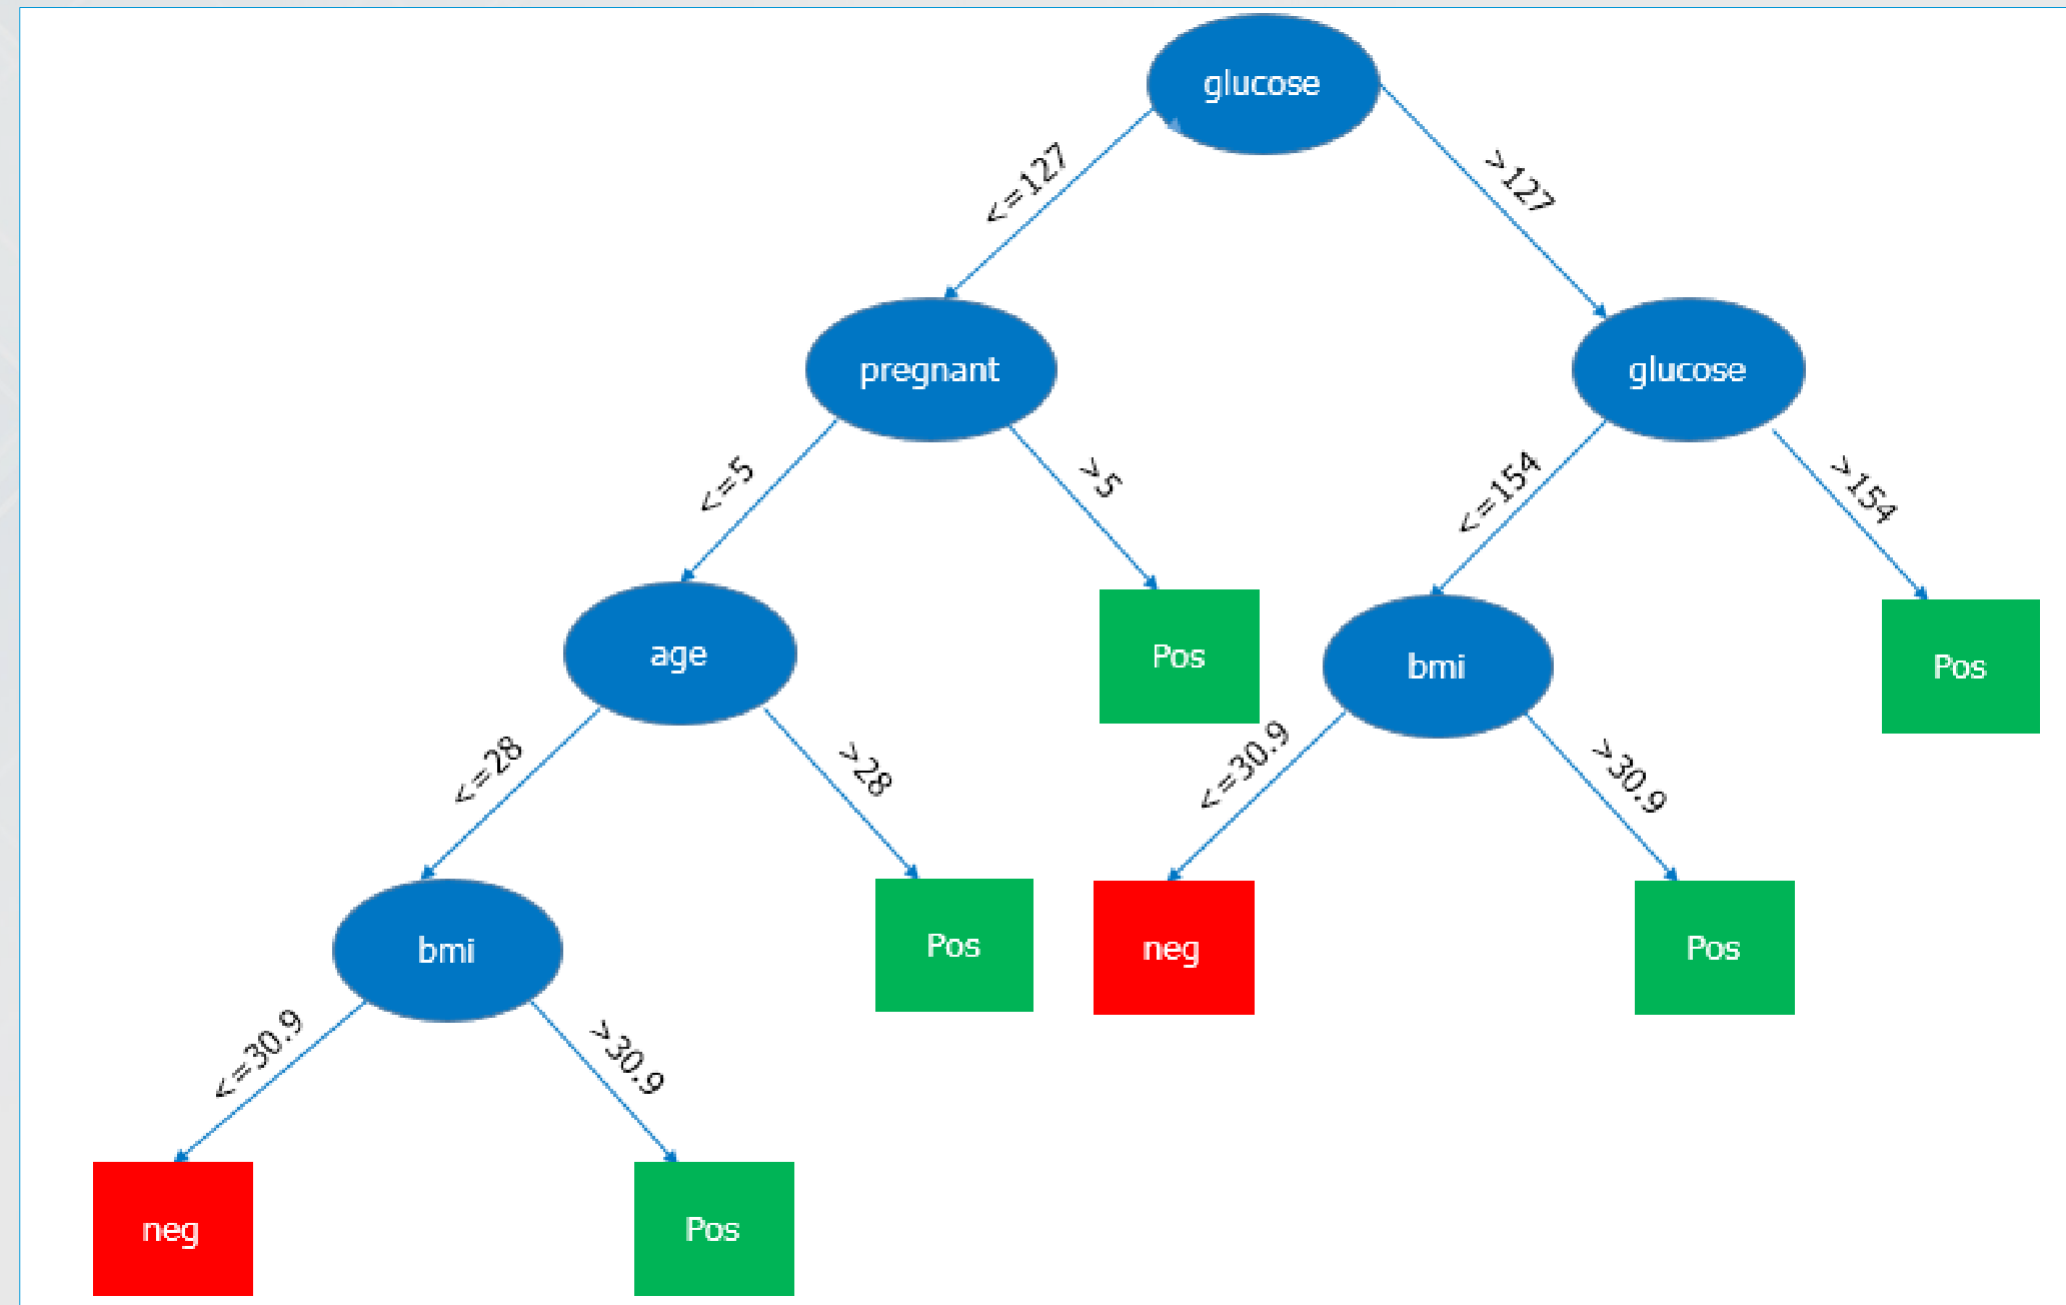 glucose
<=127
>127
pregnant
glucose
<=5
>5
<=154
>154
age
Pos
bmi
Pos
<=28
>28
<=30.9
>30.9
bmi
Pos
neg
Pos
<=30.9
>30.9
neg
Pos